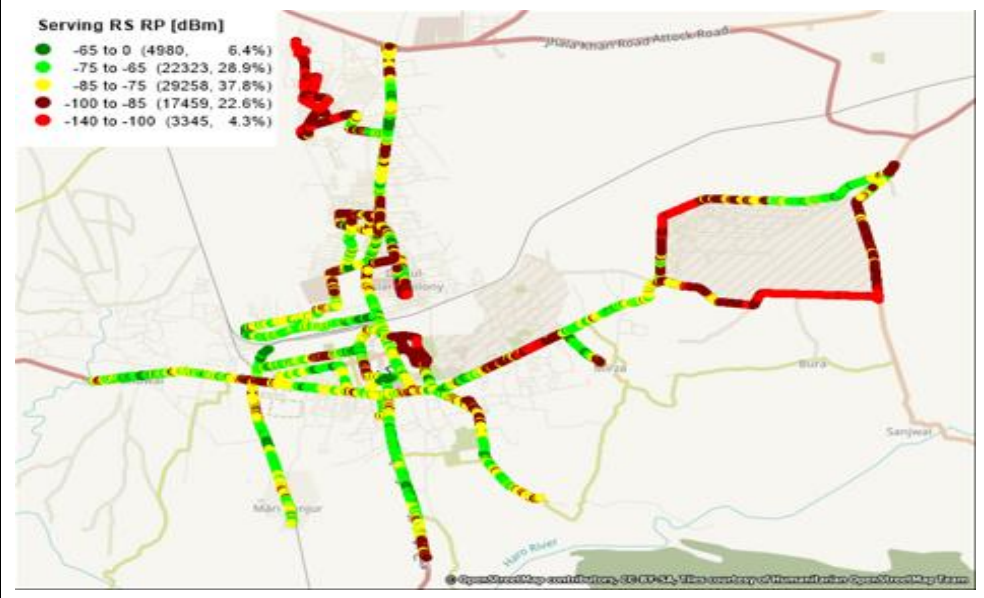 Serving RS RP [dBm]
-65 to 0 (4980, 6.4%)
-75 to -65 (22323, 28.9%)
-85 to -75 (29258, 37.8%)
-100 to -85 (17459, 22.6%)
-140 to -100 (3345, 4.3%)
Khan Road Attock Road
Bura
Sanjwal
Haro River
© OpenStreetMap contributors, CC-BY-SA, Tiles courtesy of Humanitarian OpenStreetMap Team